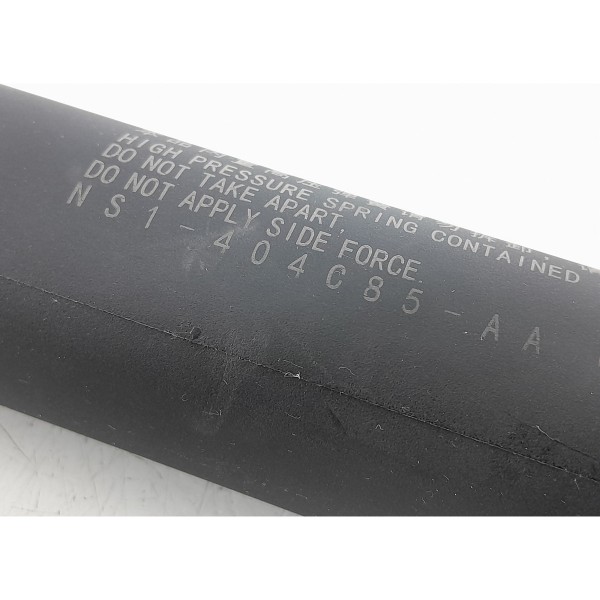 HIGH PRESSURE SPRING CONTAINED
DO NOT TAKE APART,
DO NOT APPLY SIDE FORCE.
NS1-404C85-AA